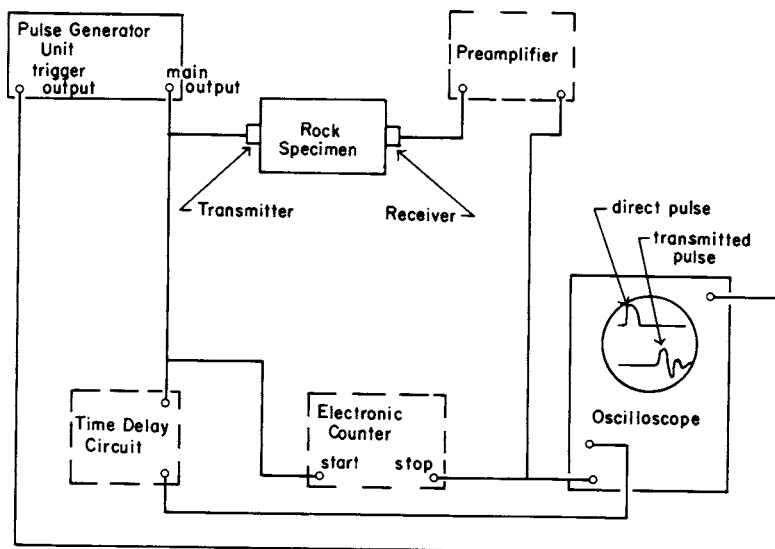 Pulse Generator
Unit
trigger
output
main
output
Preamplifier
Rock
Specimen
Transmitter
Receiver
direct pulse
transmitted
pulse
Oscilloscope
Time Delay
Circuit
Electronic
Counter
start
stop